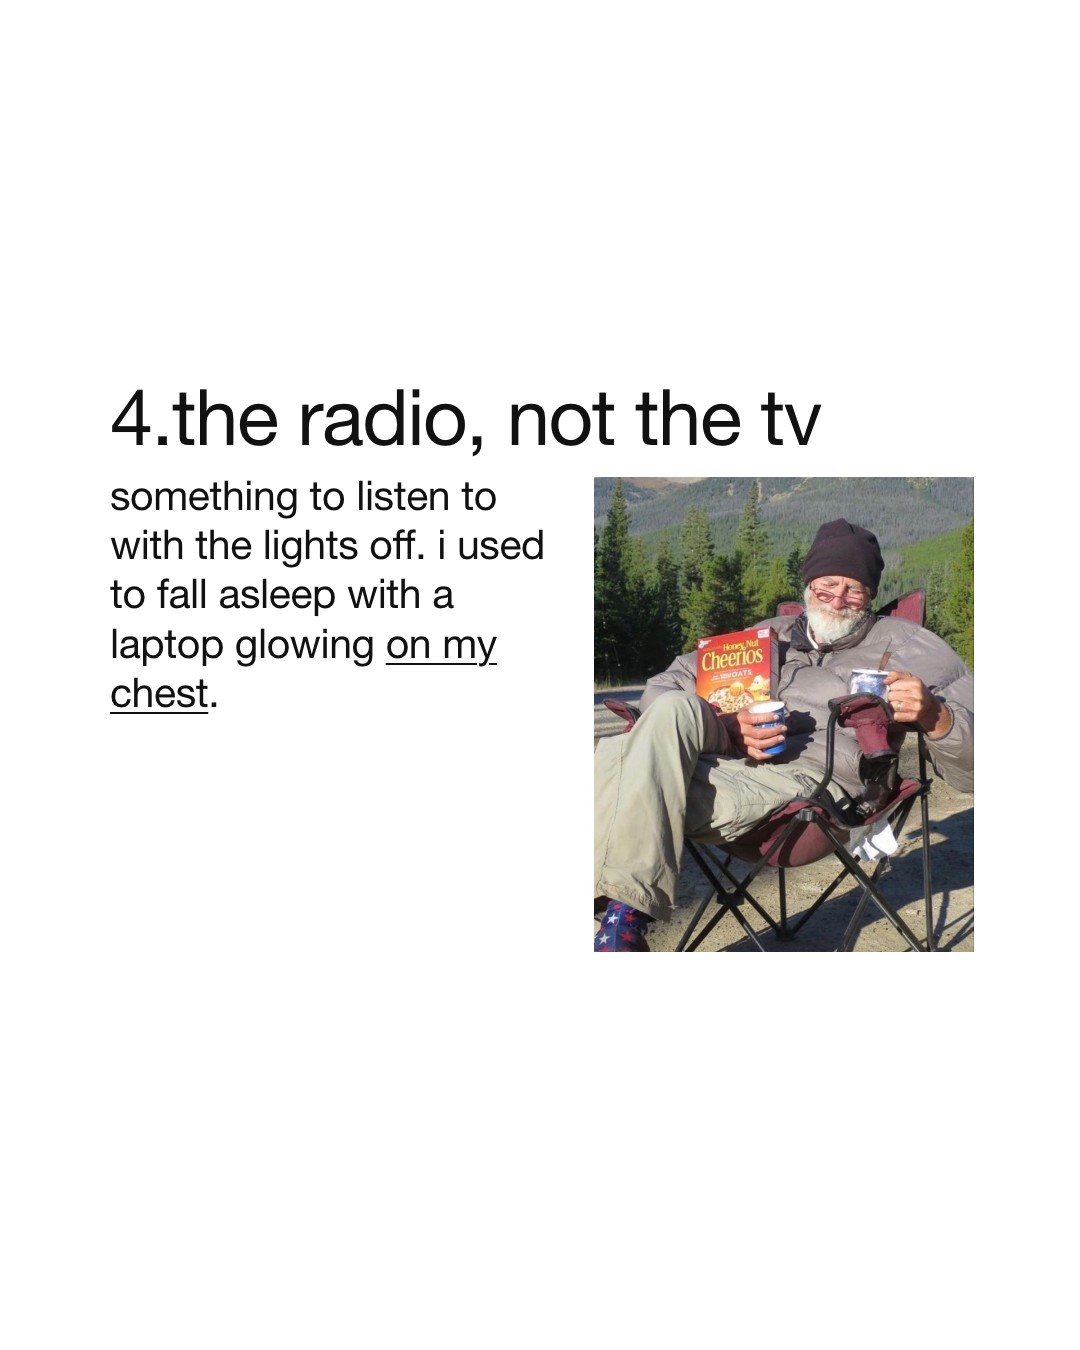 4.the radio, not the tv
something to listen to
with the lights off. i used
to fall asleep with a
laptop glowing on my
chest.
Honey Nut
Cheerios